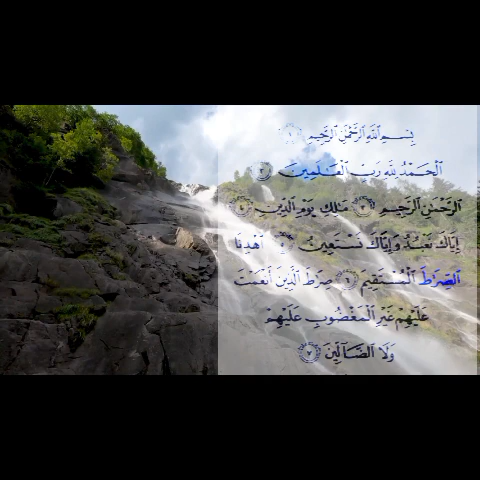 بِسْمِ ٱللَّهِ ٱلرَّحْمَٰنِ ٱلرَّحِيمِ ١
ٱلْحَمْدُ لِلَّهِ رَبِّ ٱلْعَٰلَمِينَ ٢
ٱلرَّحْمَٰنِ ٱلرَّحِيمِ ٣ مَٰلِكِ يَوْمِ ٱلدِّينِ ٤
إِيَّاكَ نَعْبُدُ وَإِيَّاكَ نَسْتَعِينُ ٥ ٱهْدِنَا
ٱلصِّرَٰطَ ٱلْمُسْتَقِيمَ ٦ صِرَٰطَ ٱلَّذِينَ أَنْعَمْتَ
عَلَيْهِمْ غَيْرِ ٱلْمَغْضُوبِ عَلَيْهِمْ
وَلَا ٱلضَّآلِّينَ ٧